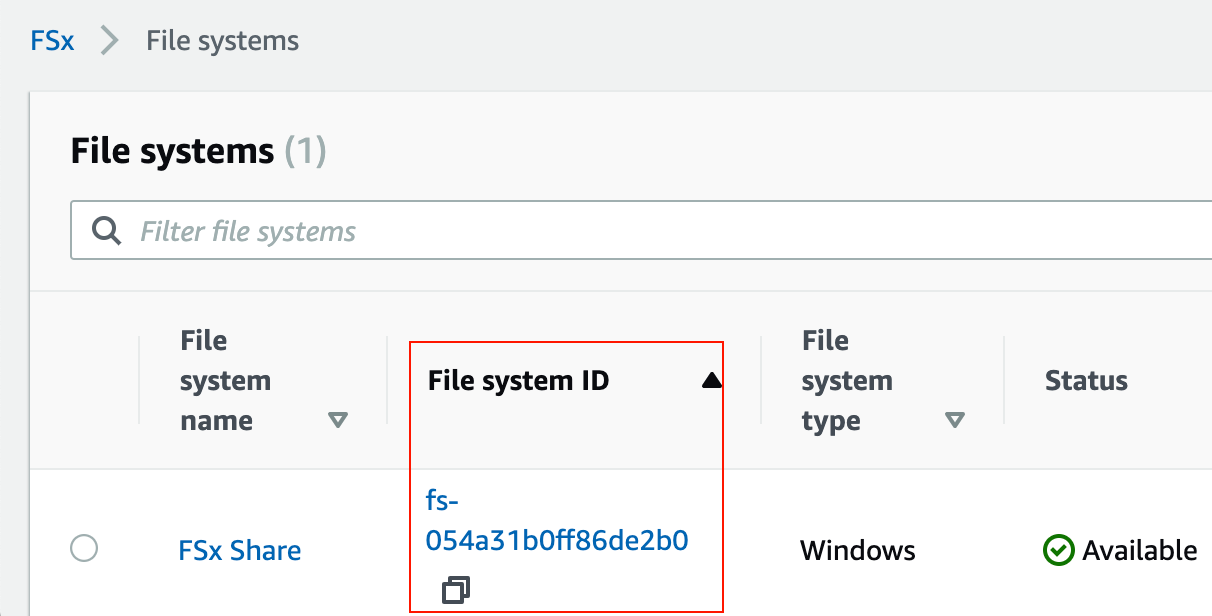 FSx > File systems
File systems (1)
Filter file systems
File
system
name
File system ID
File
system
type
Status
FSx Share
fs-
054a31b0ff86de2b0
Windows
Available